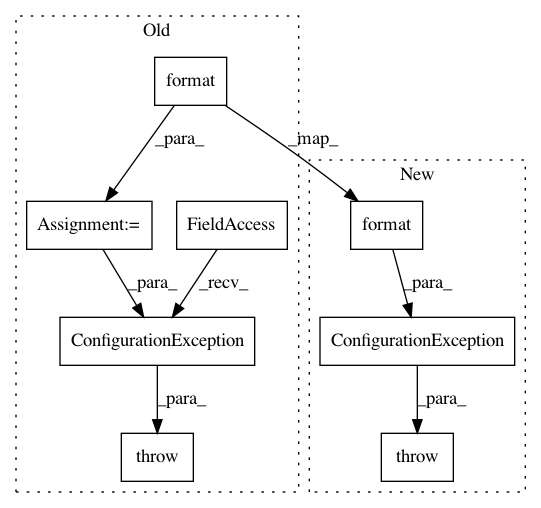 Old
format
_para_
_map_
New
Assignment:=
FieldAccess
format
_para_
_recv_
_para_
ConfigurationException
ConfigurationException
_para_
_para_
throw
throw